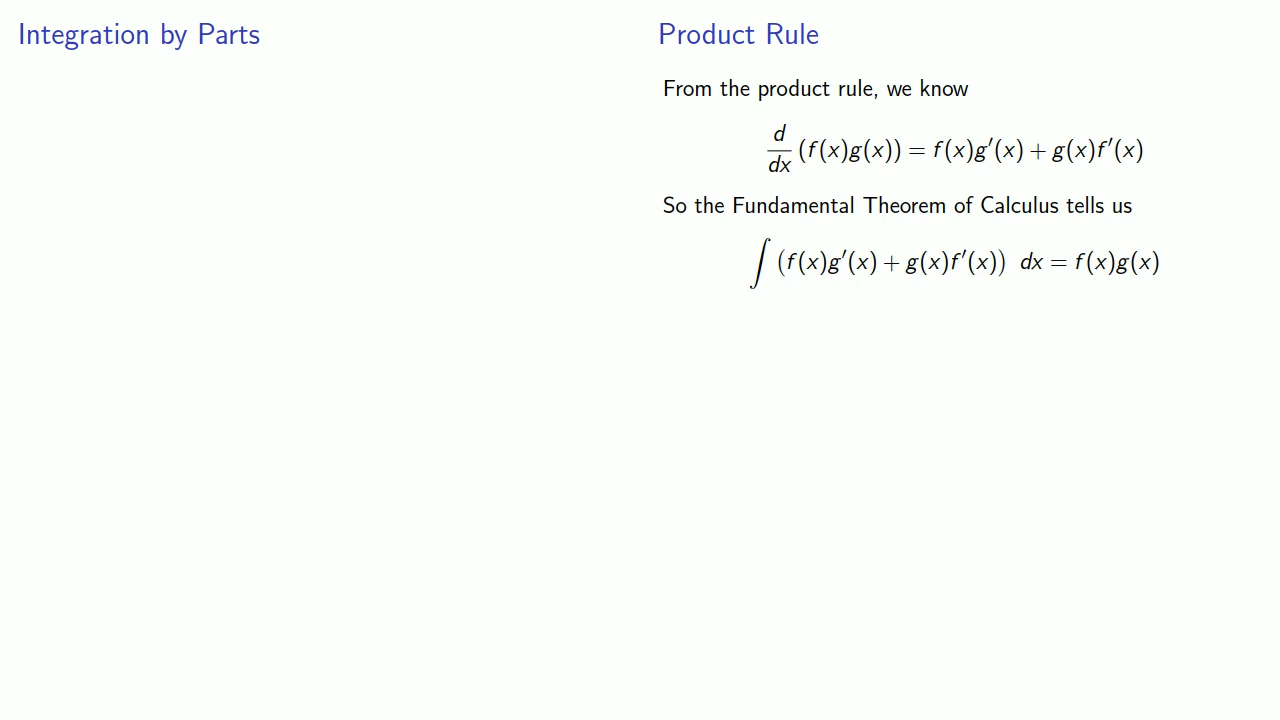 Integration by Parts
Product Rule
From the product rule, we know
d/dx (f(x)g(x)) = f(x)g′(x) + g(x)f′(x)
So the Fundamental Theorem of Calculus tells us
∫ (f(x)g′(x) + g(x)f′(x)) dx = f(x)g(x)